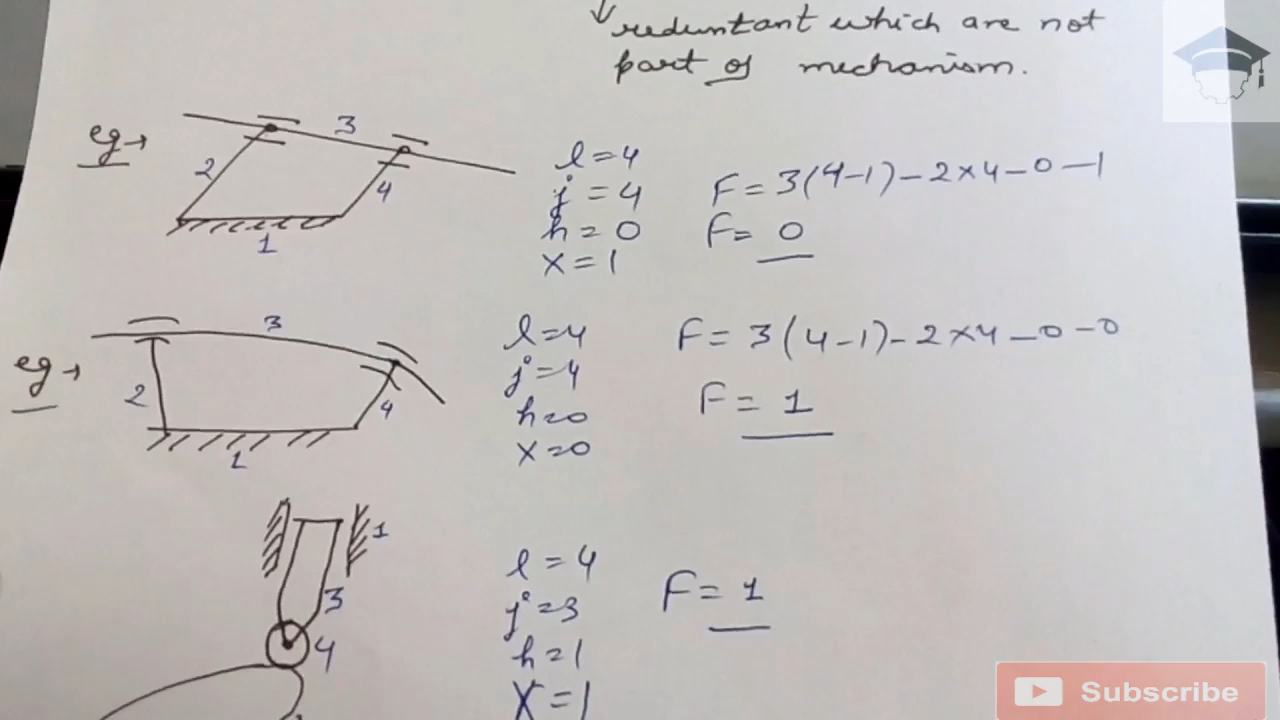 reduntant which are not
part of mechanism.
eg→
3
2
4
1
l = 4
j = 4
h = 0
x = 1
F = 3(4-1) - 2×4 - 0 - 1
F = 0
eg→
3
2
4
1
l = 4
j = 4
h = 0
x = 0
F = 3(4-1) - 2×4 - 0 - 0
F = 1
1
3
4
l = 4
j = 3
h = 1
x = 1
F = 1
Subscribe